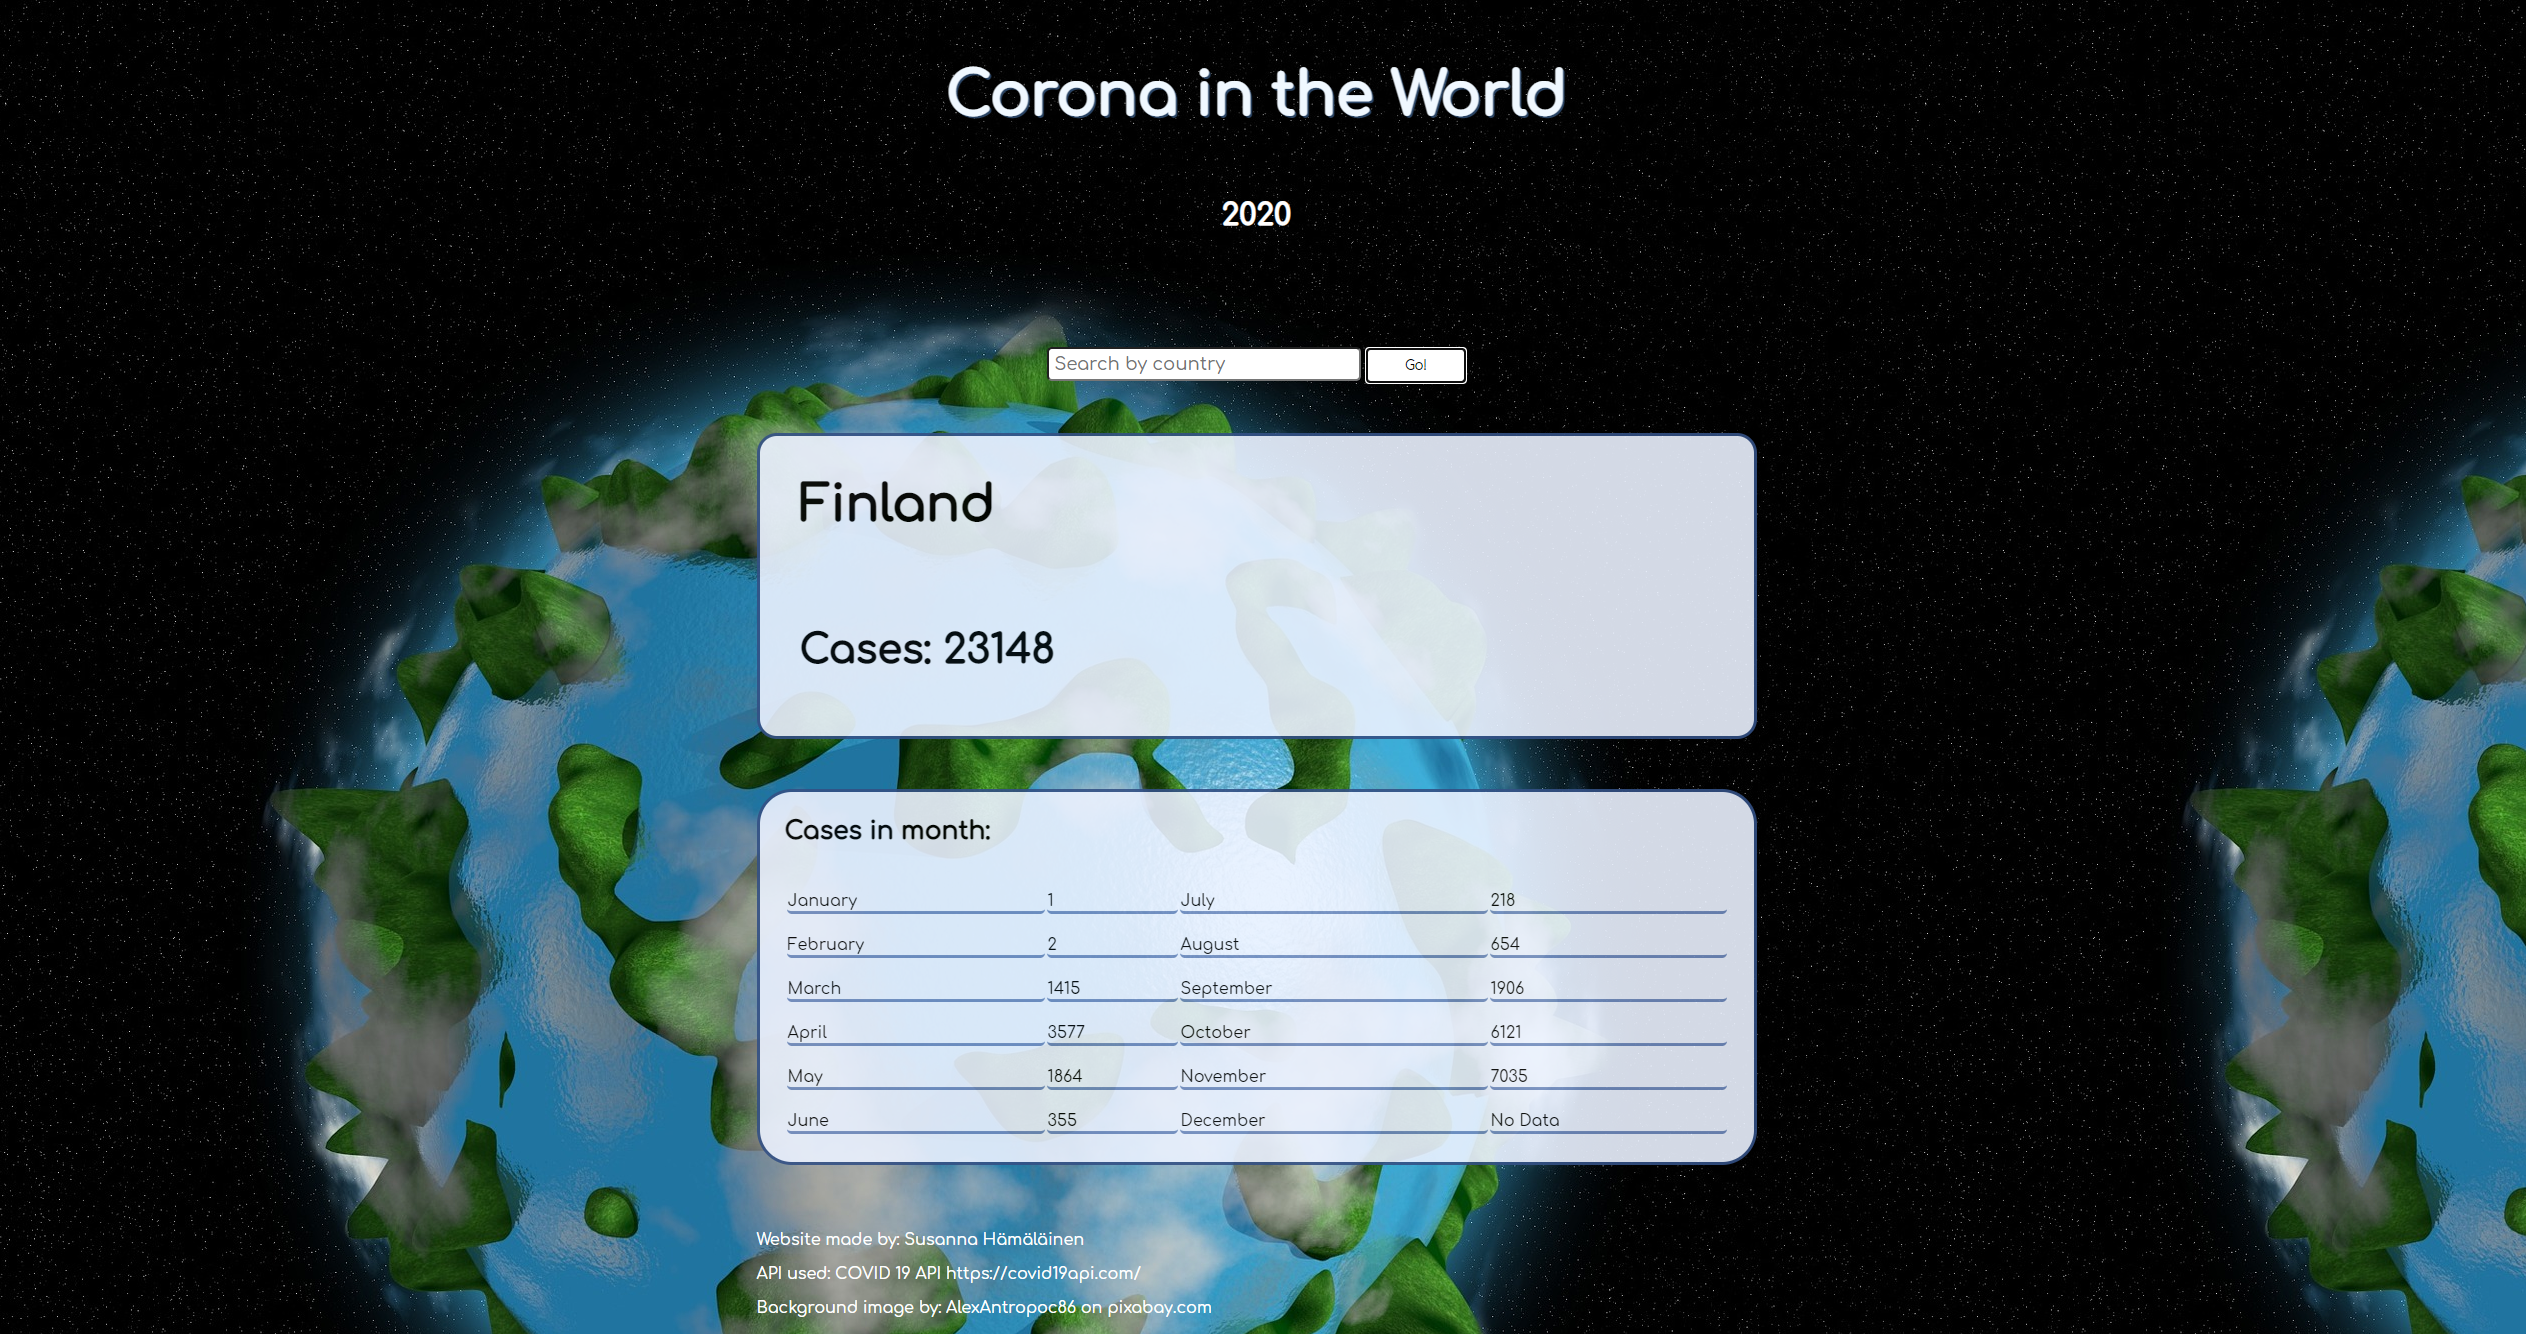 Corona in the World
2020
Search by country Go!
Finland
Cases: 23148
Cases in month:
January 1 July 218
February 2 August 654
March 1415 September 1906
April 3577 October 6121
May 1864 November 7035
June 355 December No Data
Website made by: Susanna Hämäläinen
API used: COVID 19 API https://covid19api.com/
Background image by: AlexAntropoc86 on pixabay.com